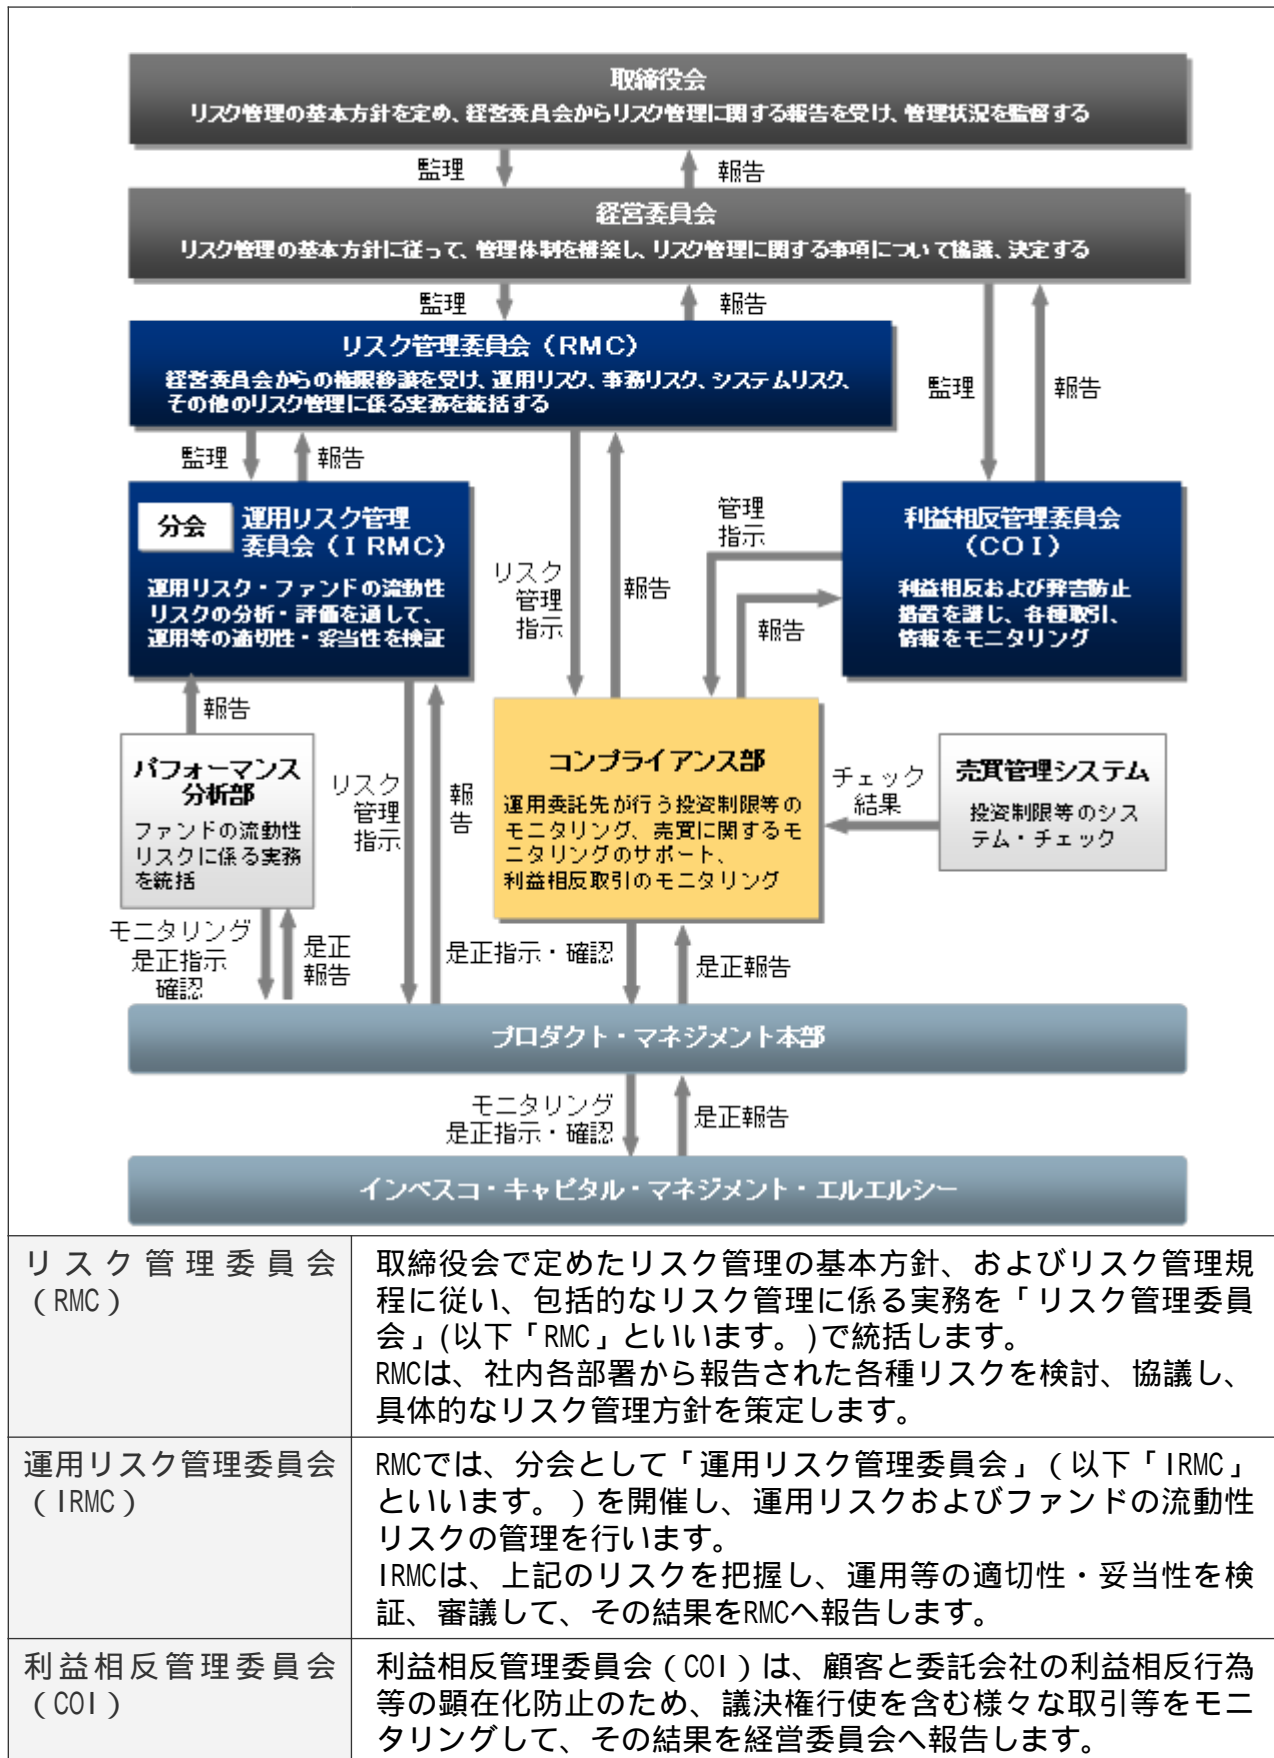 取締役会
リスク管理の基本方針を定め、経営委員会からリスク管理に関する報告を受け、管理状況を監督する
監理
報告
経営委員会
リスク管理の基本方針に従って、管理体制を構築し、リスク管理に関する事項について協議、決定する
監理
報告
リスク管理委員会（RMC）
経営委員会からの権限移譲を受け、運用リスク、事務リスク、システムリスク、
その他のリスク管理に係る実務を統括する
監理
報告
監理
報告
分会
運用リスク管理
委員会（IRMC）
運用リスク・ファンドの流動性
リスクの分析・評価を通して、
運用等の適切性・妥当性を検証
リスク
管理
指示
報告
管理
指示
報告
利益相反管理委員会
（COI）
利益相反および弊害防止
措置を講じ、各種取引、
情報をモニタリング
報告
パフォーマンス
分析部
ファンドの流動性
リスクに係る実務
を統括
リスク
管理
指示
報
告
コンプライアンス部
運用委託先が行う投資制限等の
モニタリング、売買に関するモ
ニタリングのサポート、
利益相反取引のモニタリング
チェック
結果
売買管理システム
投資制限等のシス
テム・チェック
モニタリング
是正指示
確認
是正
報告
是正指示・確認
是正報告
プロダクト・マネジメント本部
モニタリング
是正指示・確認
是正報告
インベスコ・キャピタル・マネジメント・エルエルシー
リスク管理委員会
（RMC）
取締役会で定めたリスク管理の基本方針、およびリスク管理規
程に従い、包括的なリスク管理に係る実務を「リスク管理委員
会」(以下「RMC」といいます。)で統括します。
RMCは、社内各部署から報告された各種リスクを検討、協議し、
具体的なリスク管理方針を策定します。
運用リスク管理委員会
（IRMC）
RMCでは、分会として「運用リスク管理委員会」（以下「IRMC」
といいます。）を開催し、運用リスクおよびファンドの流動性
リスクの管理を行います。
IRMCは、上記のリスクを把握し、運用等の適切性・妥当性を検
証、審議して、その結果をRMCへ報告します。
利益相反管理委員会
（COI）
利益相反管理委員会（COI）は、顧客と委託会社の利益相反行為
等の顕在化防止のため、議決権行使を含む様々な取引等をモニ
タリングして、その結果を経営委員会へ報告します。